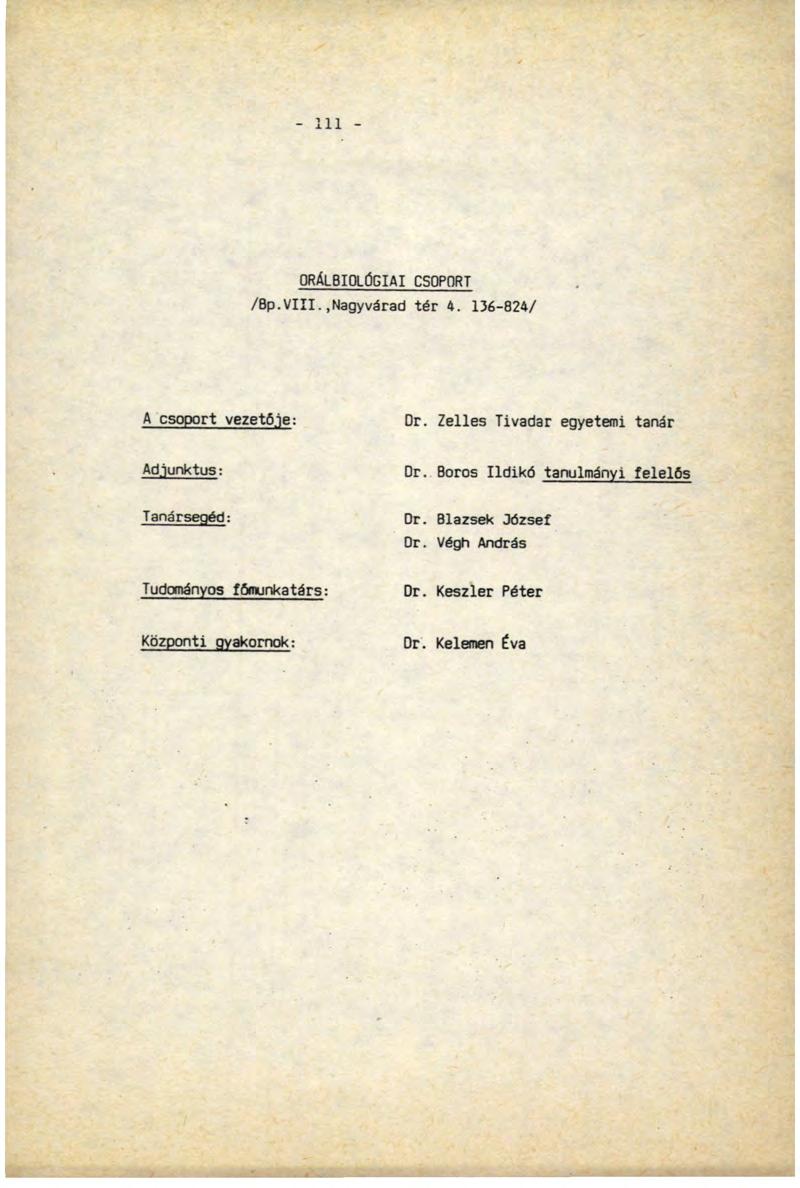 - 111 -
ORÁLBIOLÓGIAI CSOPORT
/Bp.VIII.,Nagyvárad tér 4. 136-824/
A csoport vezetője: Dr. Zelles Tivadar egyetemi tanár
Adjunktus: Dr. Boros Ildikó tanulmányi felelős
Tanársegéd: Dr. Blazsek József
Dr. Végh András
Tudományos főmunkatárs: Dr. Keszler Péter
Központi gyakornok: Dr. Kelemen Éva